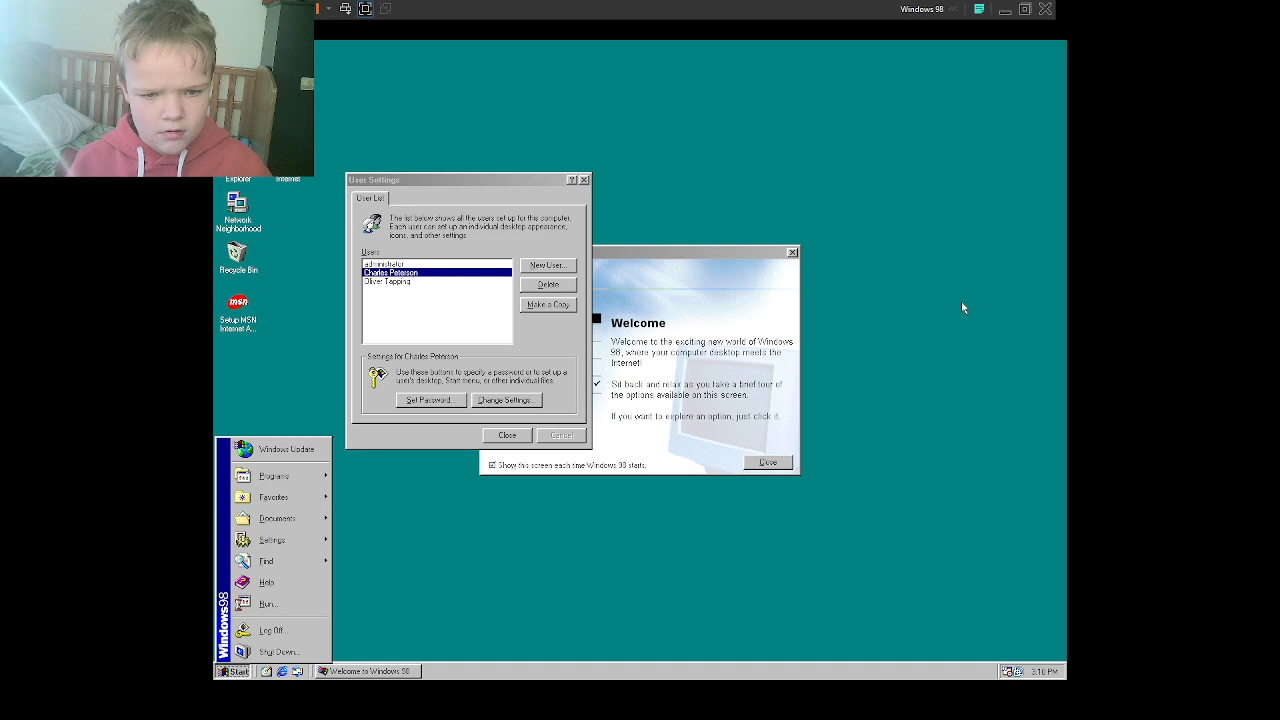 Windows 98
Explorer
Internet
Network
Neighborhood
Recycle Bin
msn
Setup MSN
Internet A...
User Settings
User List
The list below shows all the users set up for this computer.
Each user can set up an individual desktop appearance,
icons, and other settings.
Users
administrator
Charles Peterson
Oliver Tapping
New User...
Delete
Make a Copy
Settings for Charles Peterson
Use these buttons to specify a password or to set up a
user's desktop, Start menu, or other individual files.
Set Password...
Change Settings...
Close
Cancel
Welcome
Welcome to the exciting new world of Windows
98, where your computer desktop meets the
Internet!
Sit back and relax as you take a brief tour of
the options available on this screen.
If you want to explore an option, just click it.
Show this screen each time Windows 98 starts.
Close
Windows Update
Programs
Favorites
Documents
Settings
Find
Help
Run...
Log Off...
Shut Down...
Windows98
Start
Welcome to Windows 98
3:10 PM